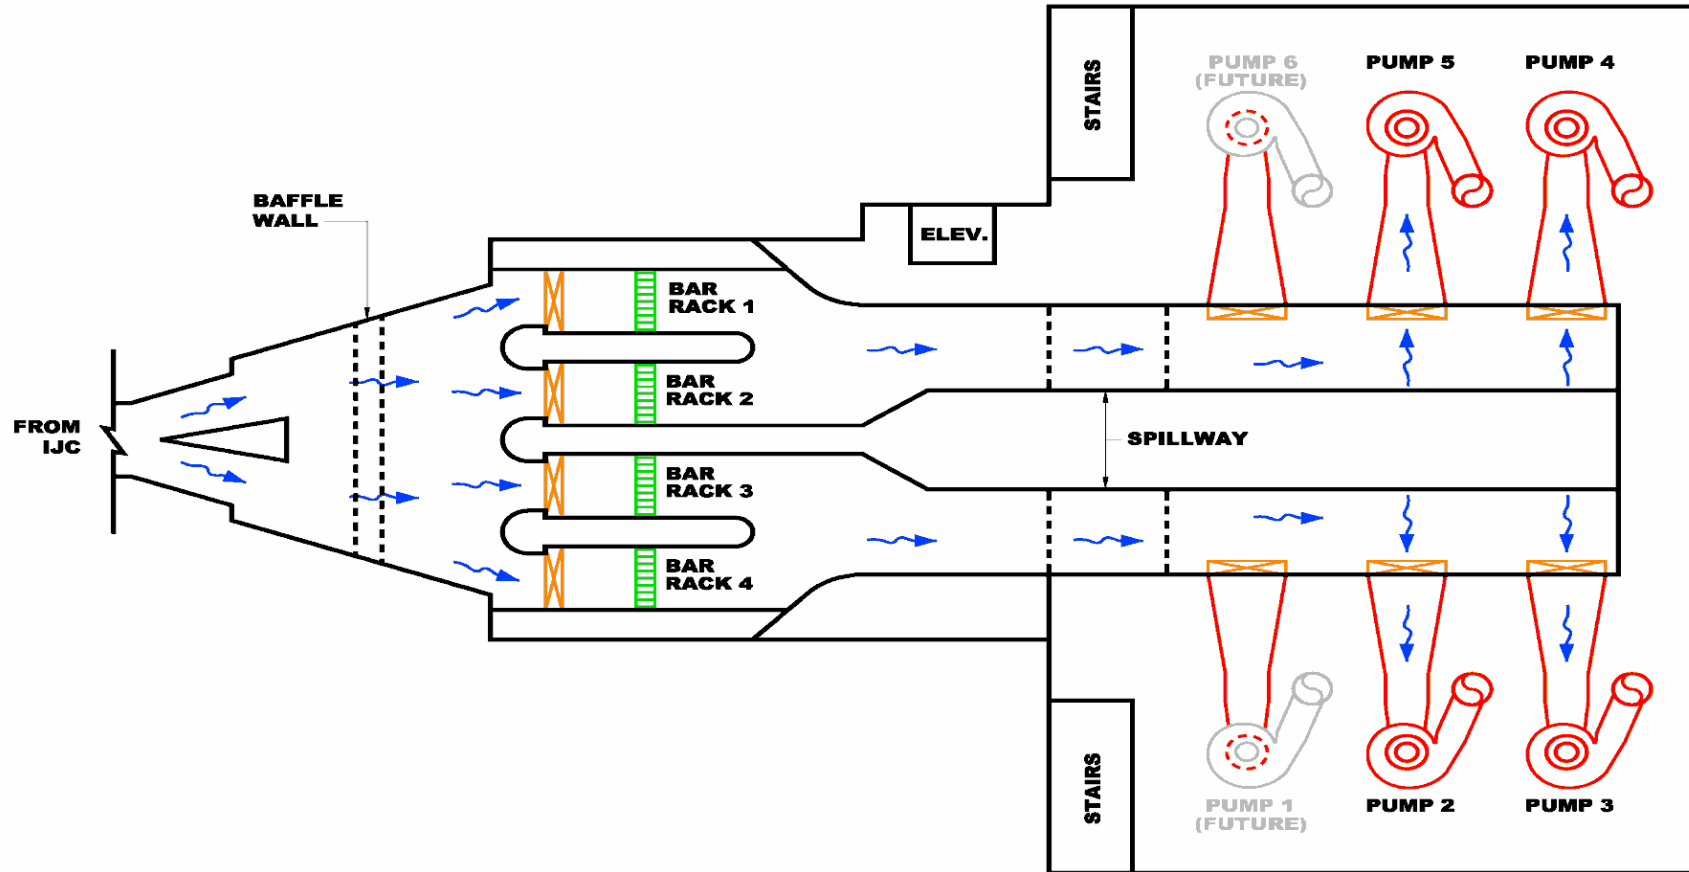 PUMP 6
(FUTURE)
PUMP 5
PUMP 4
STAIRS
BAFFLE
WALL
ELEV.
BAR
RACK 1
BAR
RACK 2
FROM
IJC
SPILLWAY
BAR
RACK 3
BAR
RACK 4
STAIRS
PUMP 1
(FUTURE)
PUMP 2
PUMP 3